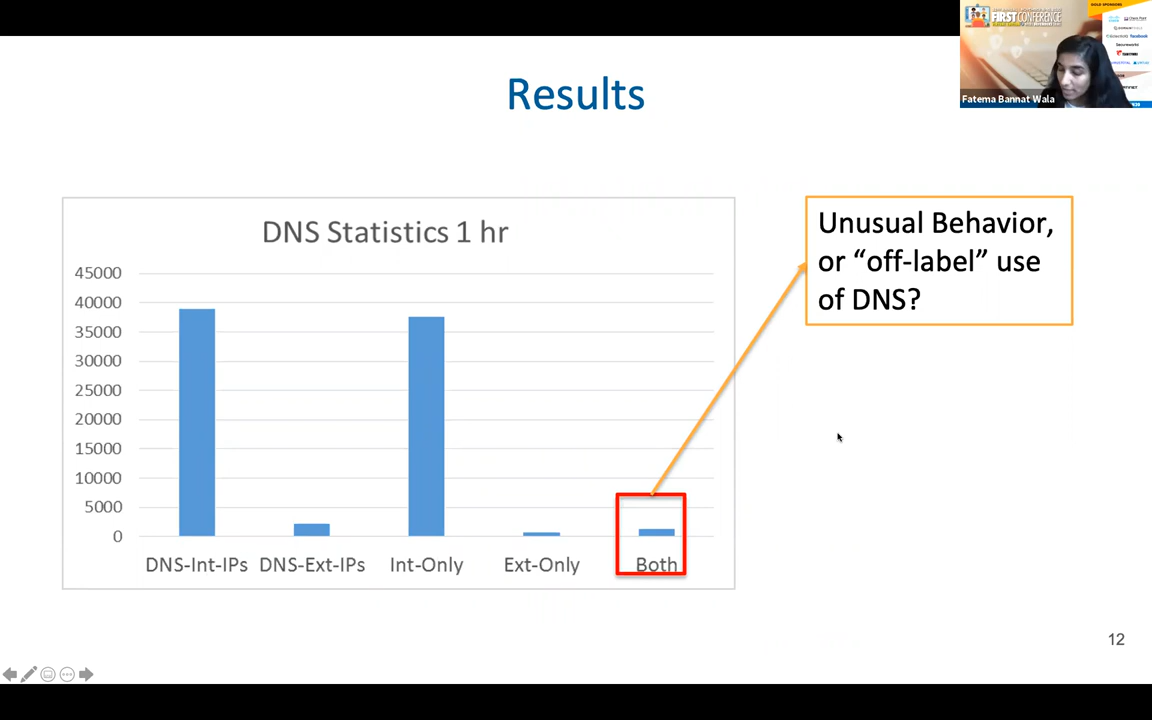 FIRST CONFERENCE
Fatema Bannat Wala
Results
DNS Statistics 1 hr
45000
40000
35000
30000
25000
20000
15000
10000
5000
0
DNS-Int-IPs DNS-Ext-IPs Int-Only Ext-Only Both
Unusual Behavior,
or “off-label” use
of DNS?
12